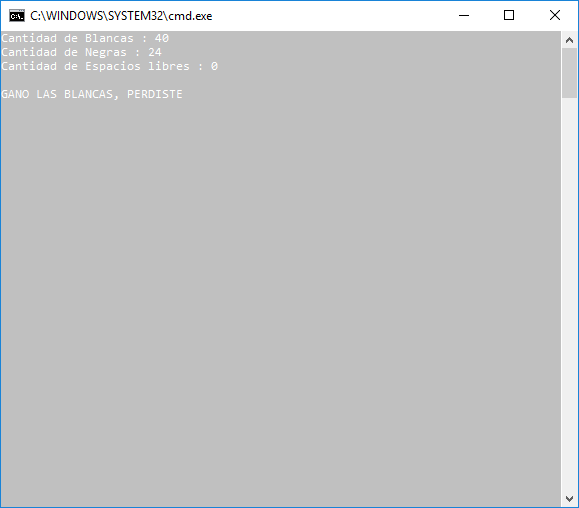 C:\WINDOWS\SYSTEM32\cmd.exe
Cantidad de Blancas : 40
Cantidad de Negras : 24
Cantidad de Espacios libres : 0
GANO LAS BLANCAS, PERDISTE